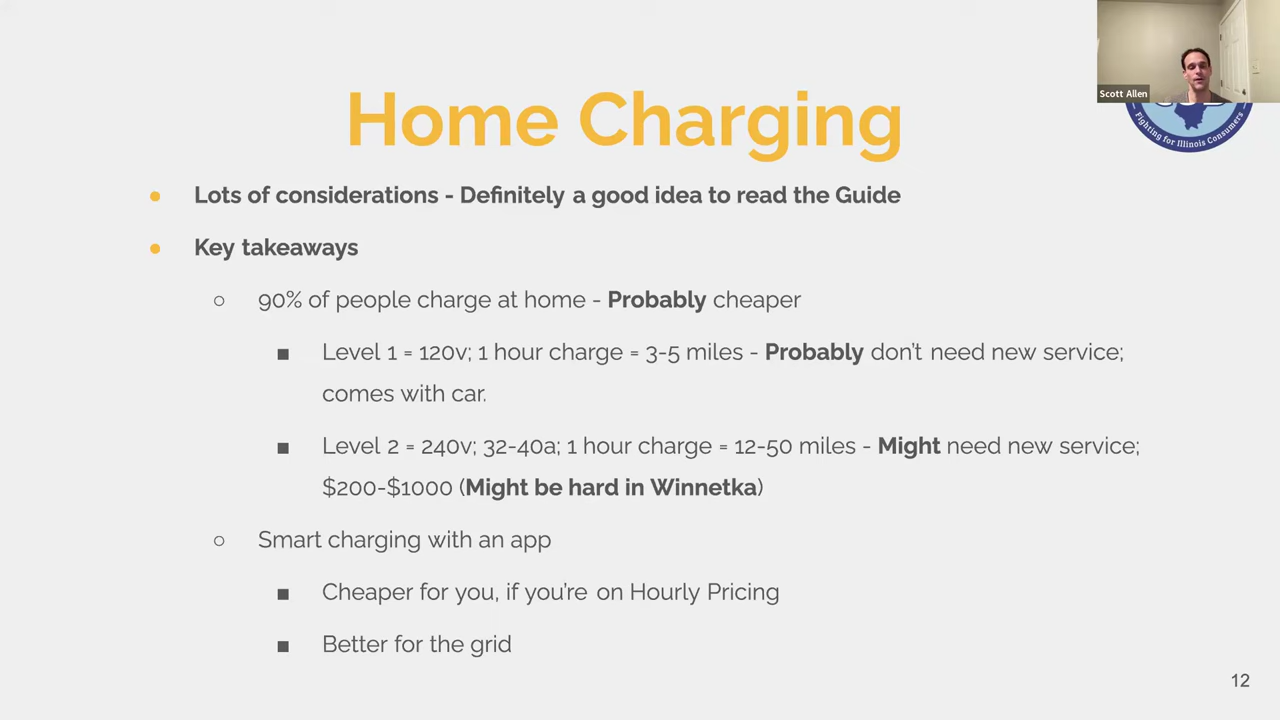 Scott Allen
Fighting for Illinois Consumers
Home Charging
● Lots of considerations - Definitely a good idea to read the Guide
● Key takeaways
○ 90% of people charge at home - Probably cheaper
■ Level 1 = 120v; 1 hour charge = 3-5 miles - Probably don't need new service;
comes with car.
■ Level 2 = 240v; 32-40a; 1 hour charge = 12-50 miles - Might need new service;
$200-$1000 (Might be hard in Winnetka)
○ Smart charging with an app
■ Cheaper for you, if you're on Hourly Pricing
■ Better for the grid
12